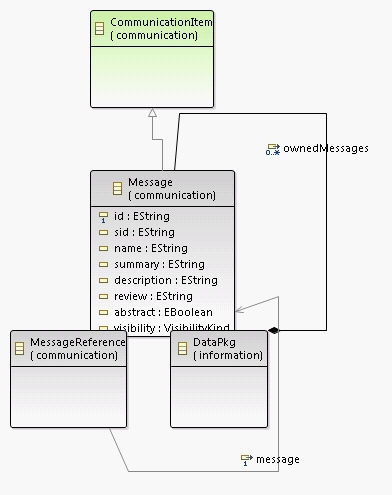 CommunicationItem
(communication)
0..*
ownedMessages
Message
(communication)
1
id : EString
sid : EString
name : EString
summary : EString
description : EString
review : EString
abstract : EBoolean
visibility : VisibilityKind
MessageReference
(communication)
DataPkg
(information)
1
message